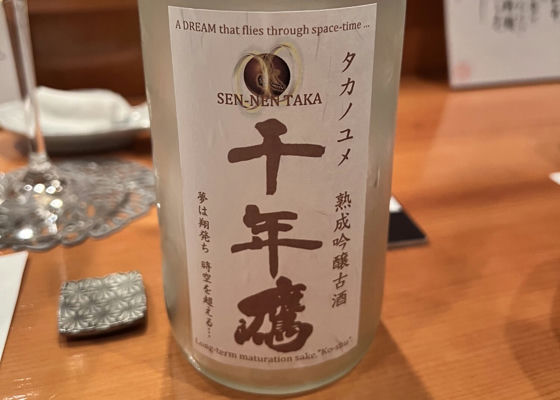 A DREAM that flies through space-time ...
SEN-NEN TAKA
タカノユメ
熟成吟醸古酒
千年鷹
夢は翔発ち 時空を超える…
Long-term maturation sake, "Ko-shu".